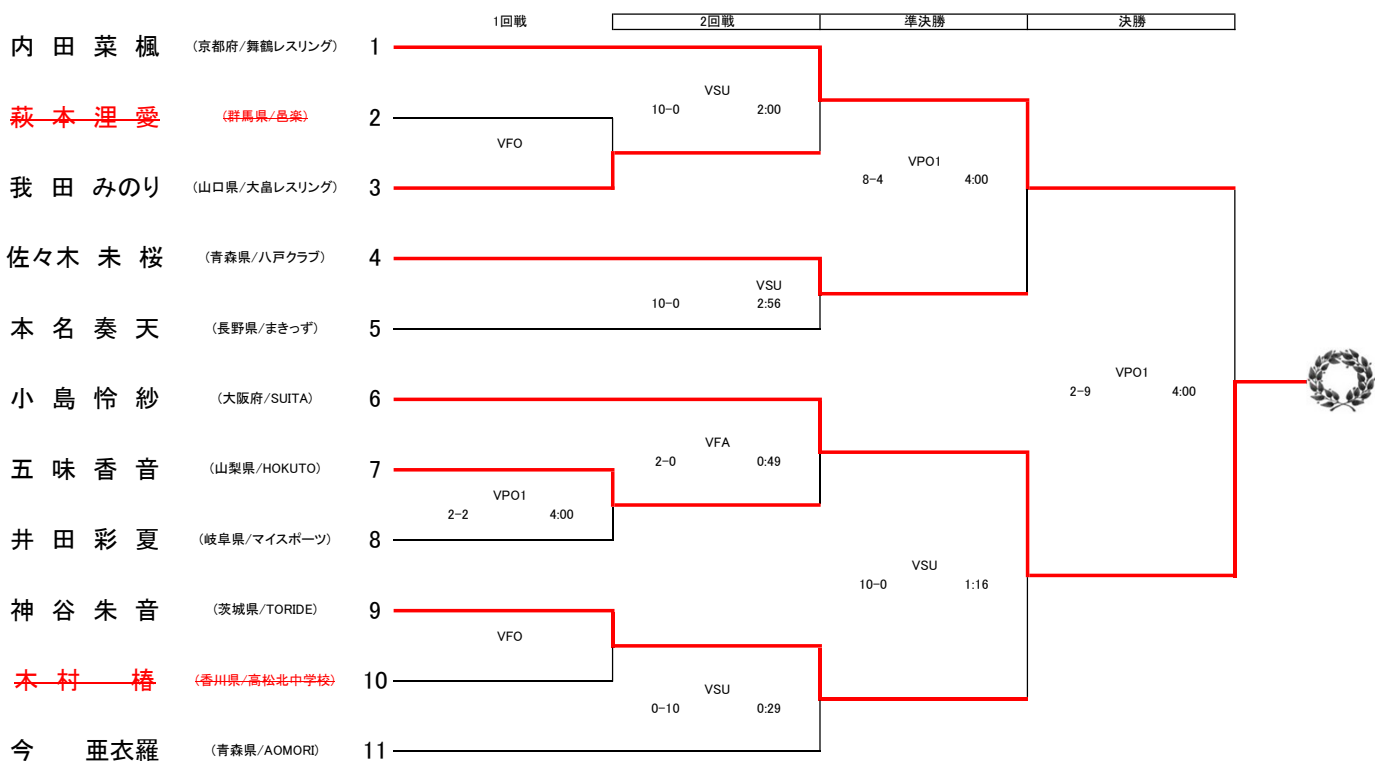 1回戦 2回戦 準決勝 決勝
内 田 菜 楓 (京都府/舞鶴レスリング) 1
VSU
10-0 2:00
萩 本 浬 愛 (群馬県/邑楽) 2
VFO
VPO1
8-4 4:00
我 田 みのり (山口県/大畠レスリング) 3
佐々木 未 桜 (青森県/八戸クラブ) 4
VSU
10-0 2:56
本 名 奏 天 (長野県/まきっず) 5
VPO1
2-9 4:00
小 島 怜 紗 (大阪府/SUITA) 6
VFA
2-0 0:49
五 味 香 音 (山梨県/HOKUTO) 7
VPO1
2-2 4:00
井 田 彩 夏 (岐阜県/マイスポーツ) 8
VSU
10-0 1:16
神 谷 朱 音 (茨城県/TORIDE) 9
VFO
木 村 椿 (香川県/高松北中学校) 10
VSU
0-10 0:29
今 亜衣羅 (青森県/AOMORI) 11